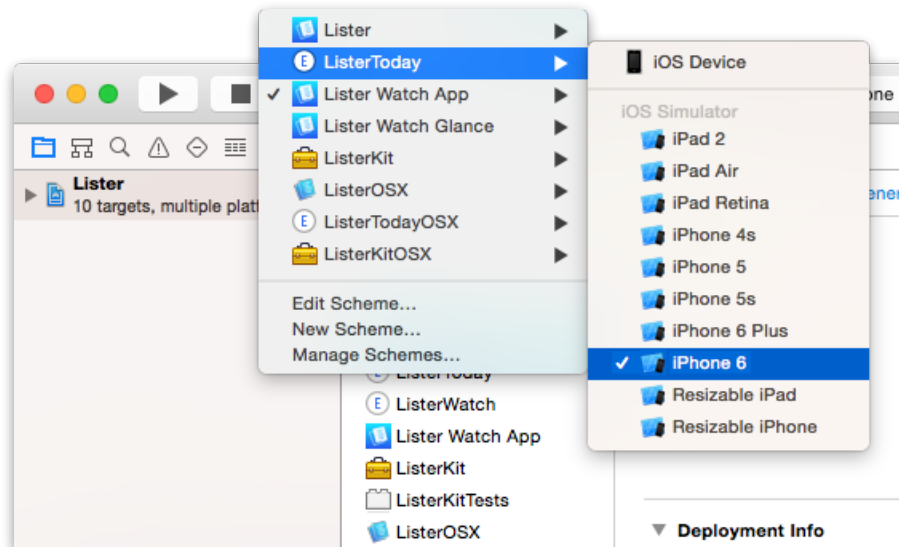 Lister
ListerToday
Lister Watch App
Lister Watch Glance
ListerKit
ListerOSX
ListerTodayOSX
ListerKitOSX
Edit Scheme...
New Scheme...
Manage Schemes...
iOS Device
iOS Simulator
iPad 2
iPad Air
iPad Retina
iPhone 4s
iPhone 5
iPhone 5s
iPhone 6 Plus
iPhone 6
Resizable iPad
Resizable iPhone
Lister
10 targets, multiple plat
ListerToday
E ListerWatch
Lister Watch App
ListerKit
ListerKitTests
ListerOSX
Deployment Info